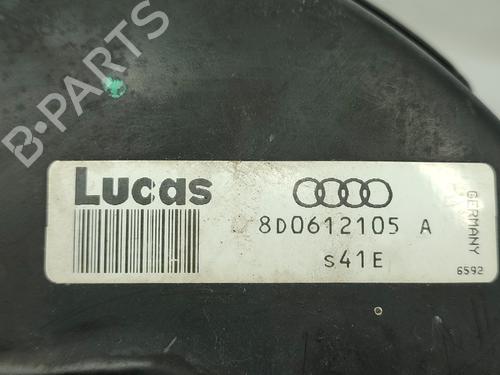 B-PARTS
Lucas
8D0612105 A
s41E
GERMANY
6592